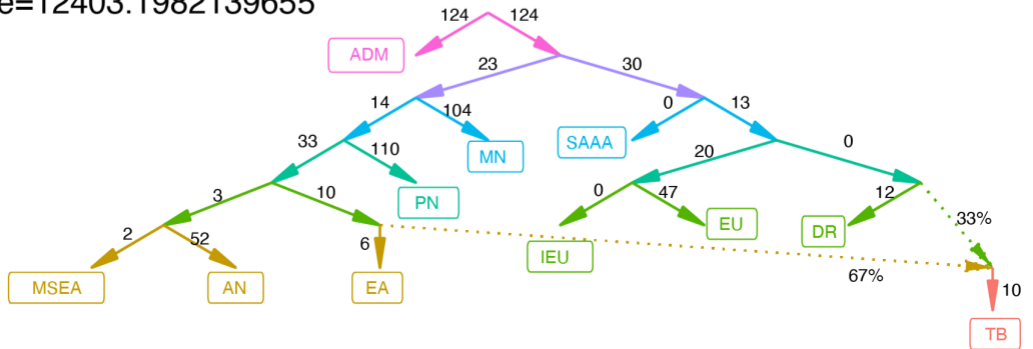 e=12403.1982139655
124 124
ADM
23 30
14 104 0 13
MN SAAA
33 110 20 0
PN
3 10 0 47 12 33%
EU DR
2 52 6 IEU 67%
MSEA AN EA 10
TB